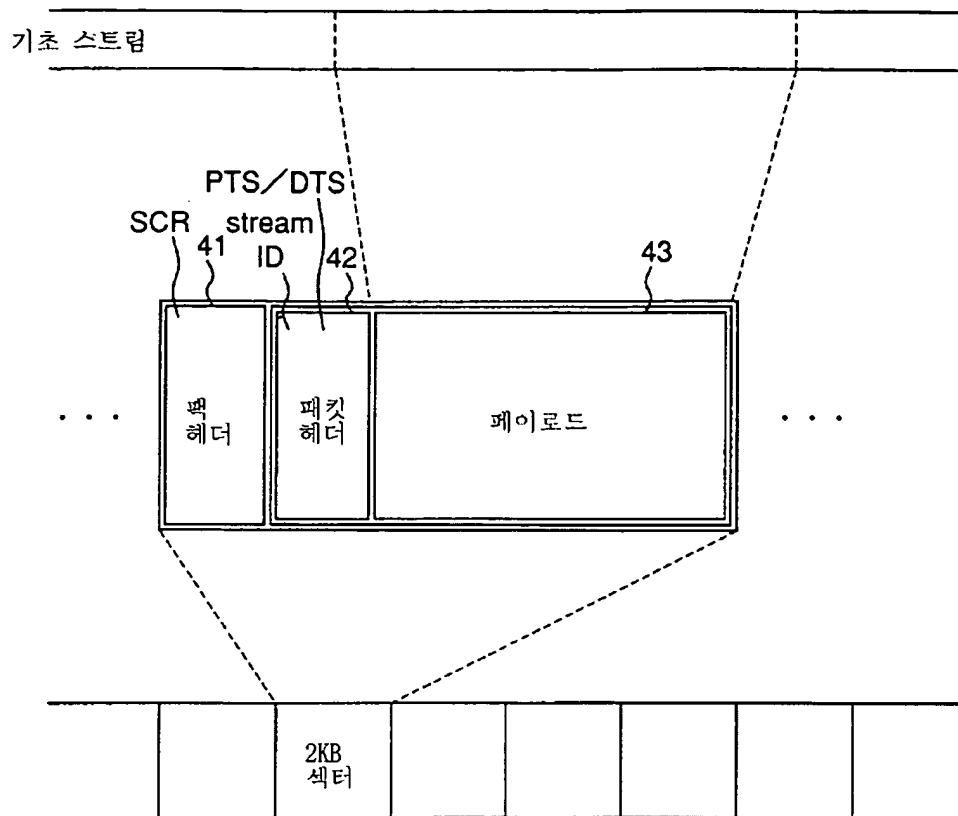 기초 스트림
PTS/DTS
SCR
41
stream
ID
42
43
· · ·
팩
헤더
패킷
헤더
페이로드
· · ·
2KB
섹터